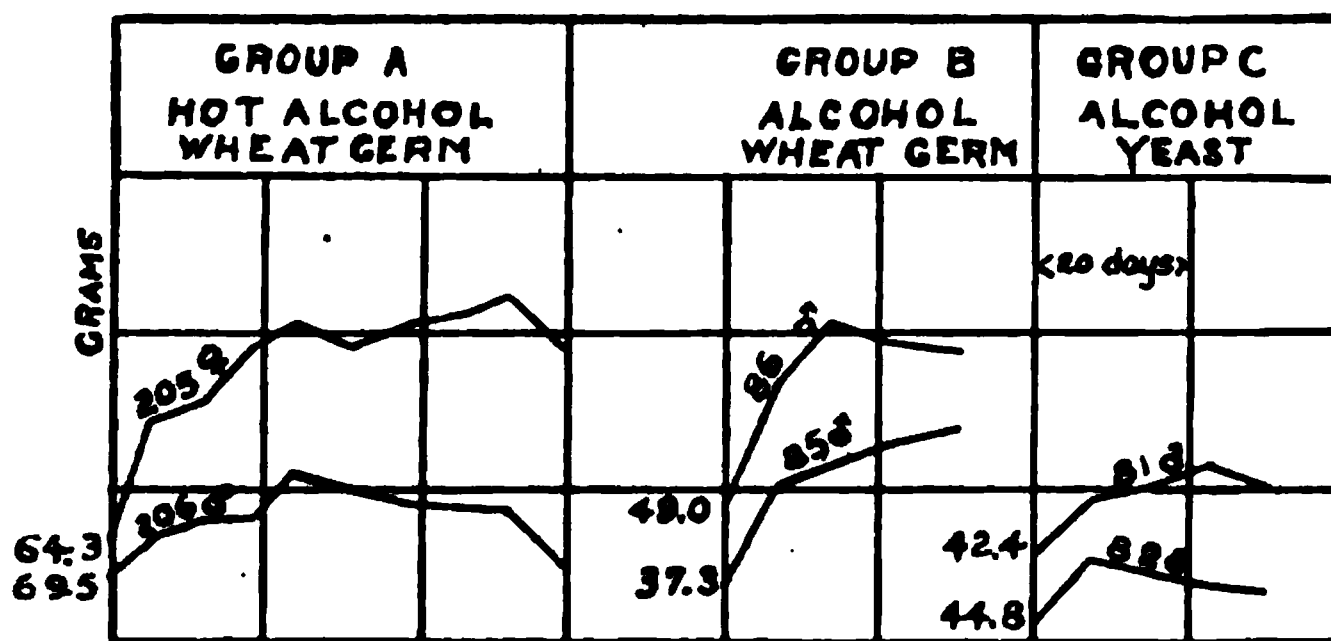 GROUP A
HOT ALCOHOL
WHEAT GERM
GROUP B
ALCOHOL
WHEAT GERM
GROUP C
ALCOHOL
YEAST
GRAMS
<20 days>
205 ♀
206 ♂
86 ♂
85 ♂
81 ♂
88 ♂
64.3
69.5
49.0
37.3
42.4
44.8